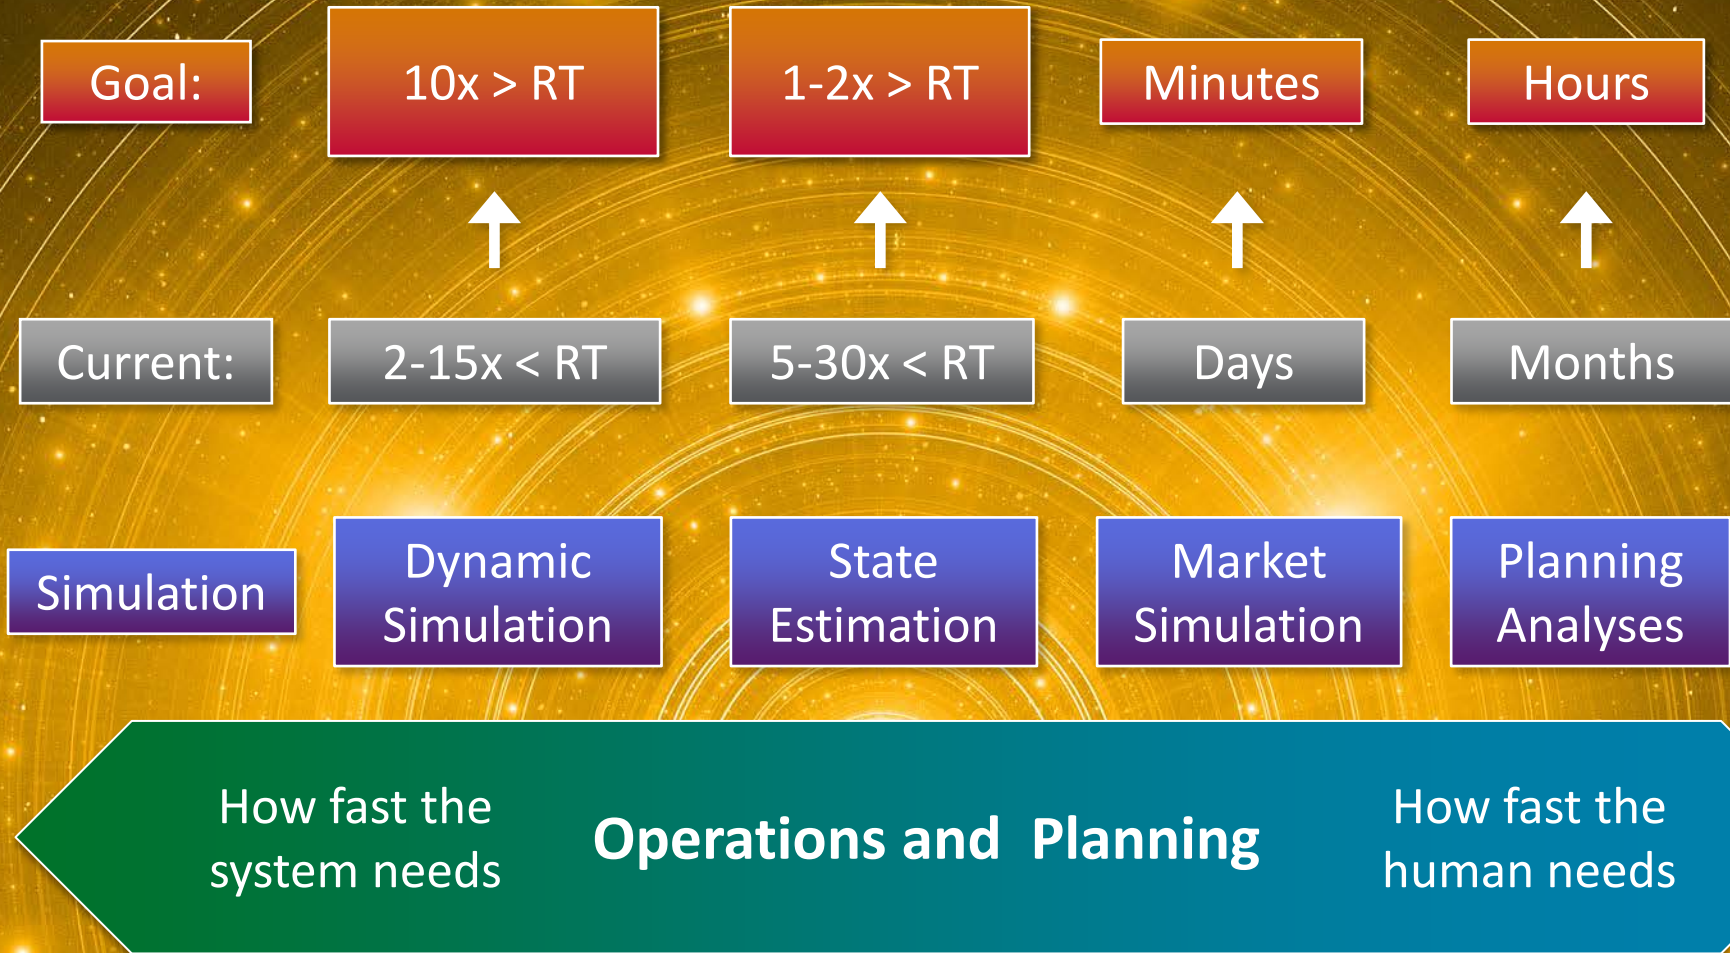 Goal:
10x > RT
1-2x > RT
Minutes
Hours
Current:
2-15x < RT
5-30x < RT
Days
Months
Simulation
Dynamic
Simulation
State
Estimation
Market
Simulation
Planning
Analyses
How fast the
system needs
Operations and  Planning
How fast the
human needs